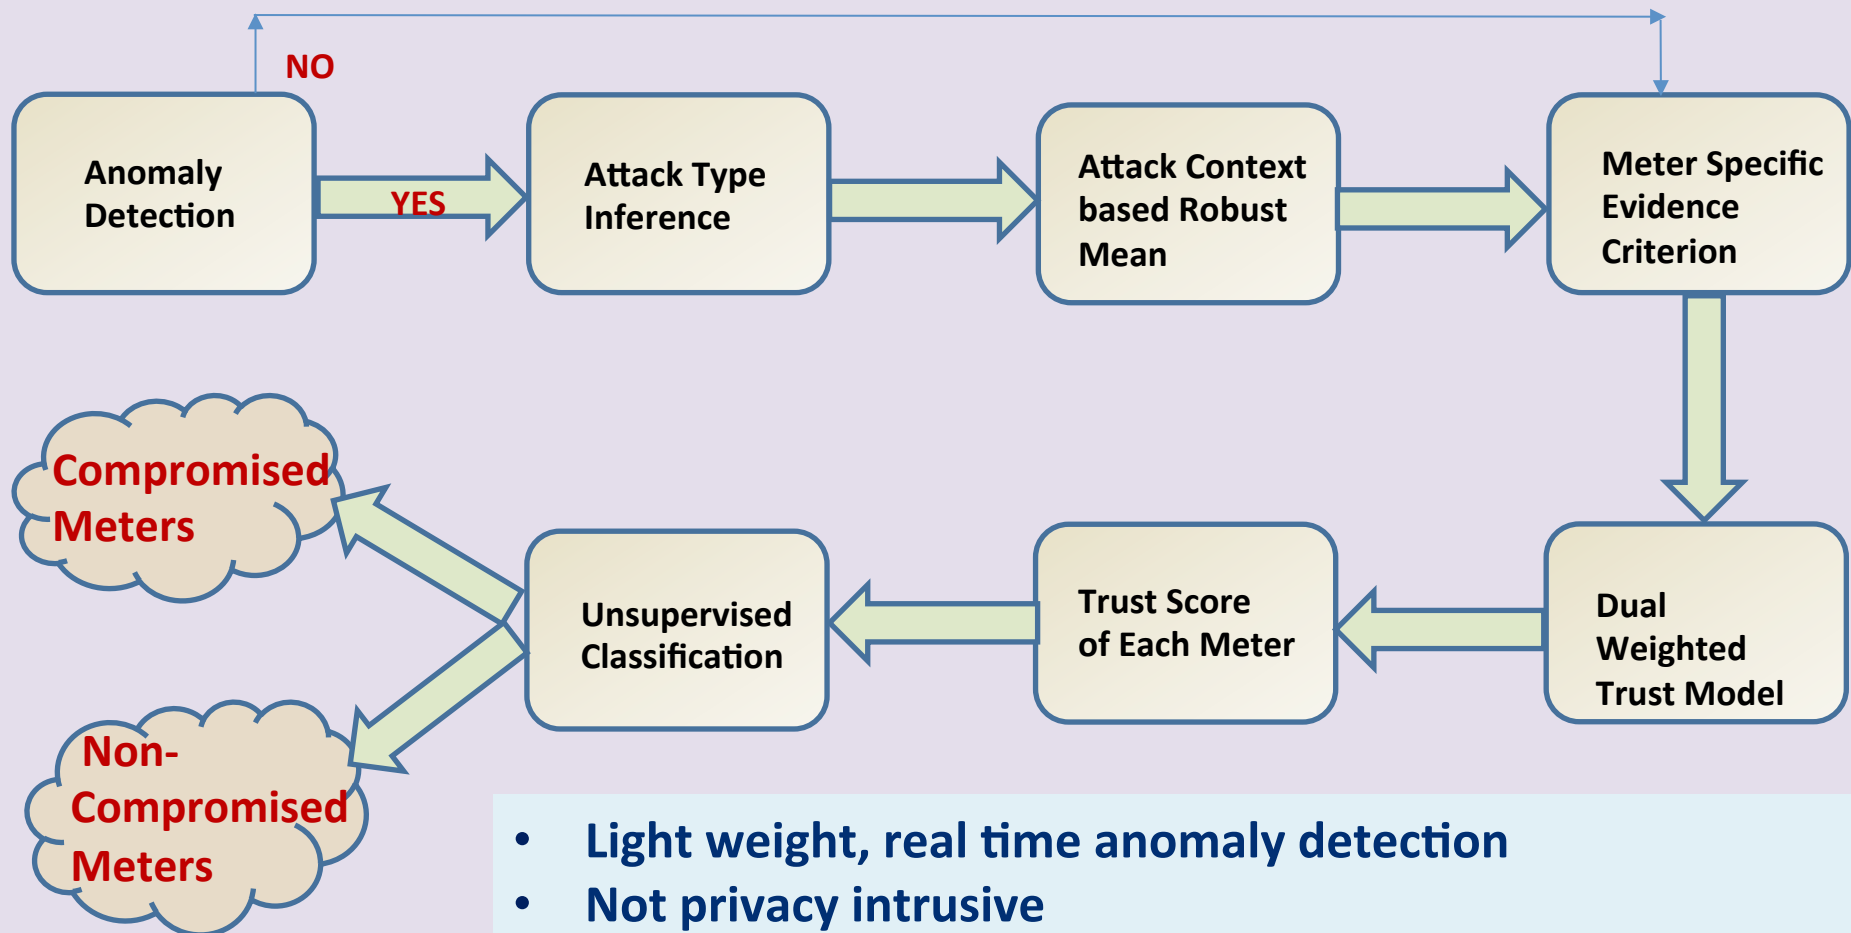 NO
Anomaly
Detection
YES
Attack Type
Inference
Attack Context
based Robust
Mean
Meter Specific
Evidence
Criterion
Dual
Weighted
Trust Model
Trust Score
of Each Meter
Unsupervised
Classification
Compromised
Meters
Non-
Compromised
Meters
• Light weight, real time anomaly detection
• Not privacy intrusive